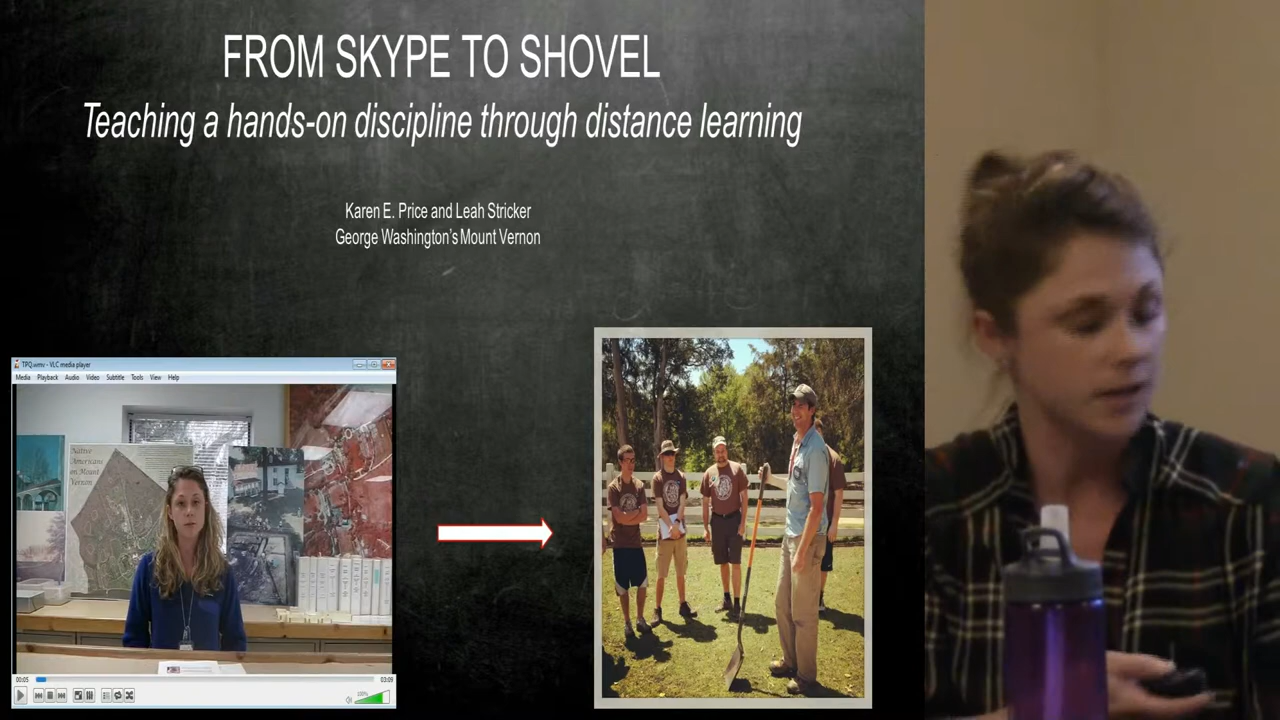 FROM SKYPE TO SHOVEL
Teaching a hands-on discipline through distance learning
Karen E. Price and Leah Stricker
George Washington's Mount Vernon
TPQ.wmv - VLC media player
Media Playback Audio Video Subtitle Tools View Help
Native
Americans
on Mount
Vernon
00:05
03:09
100%